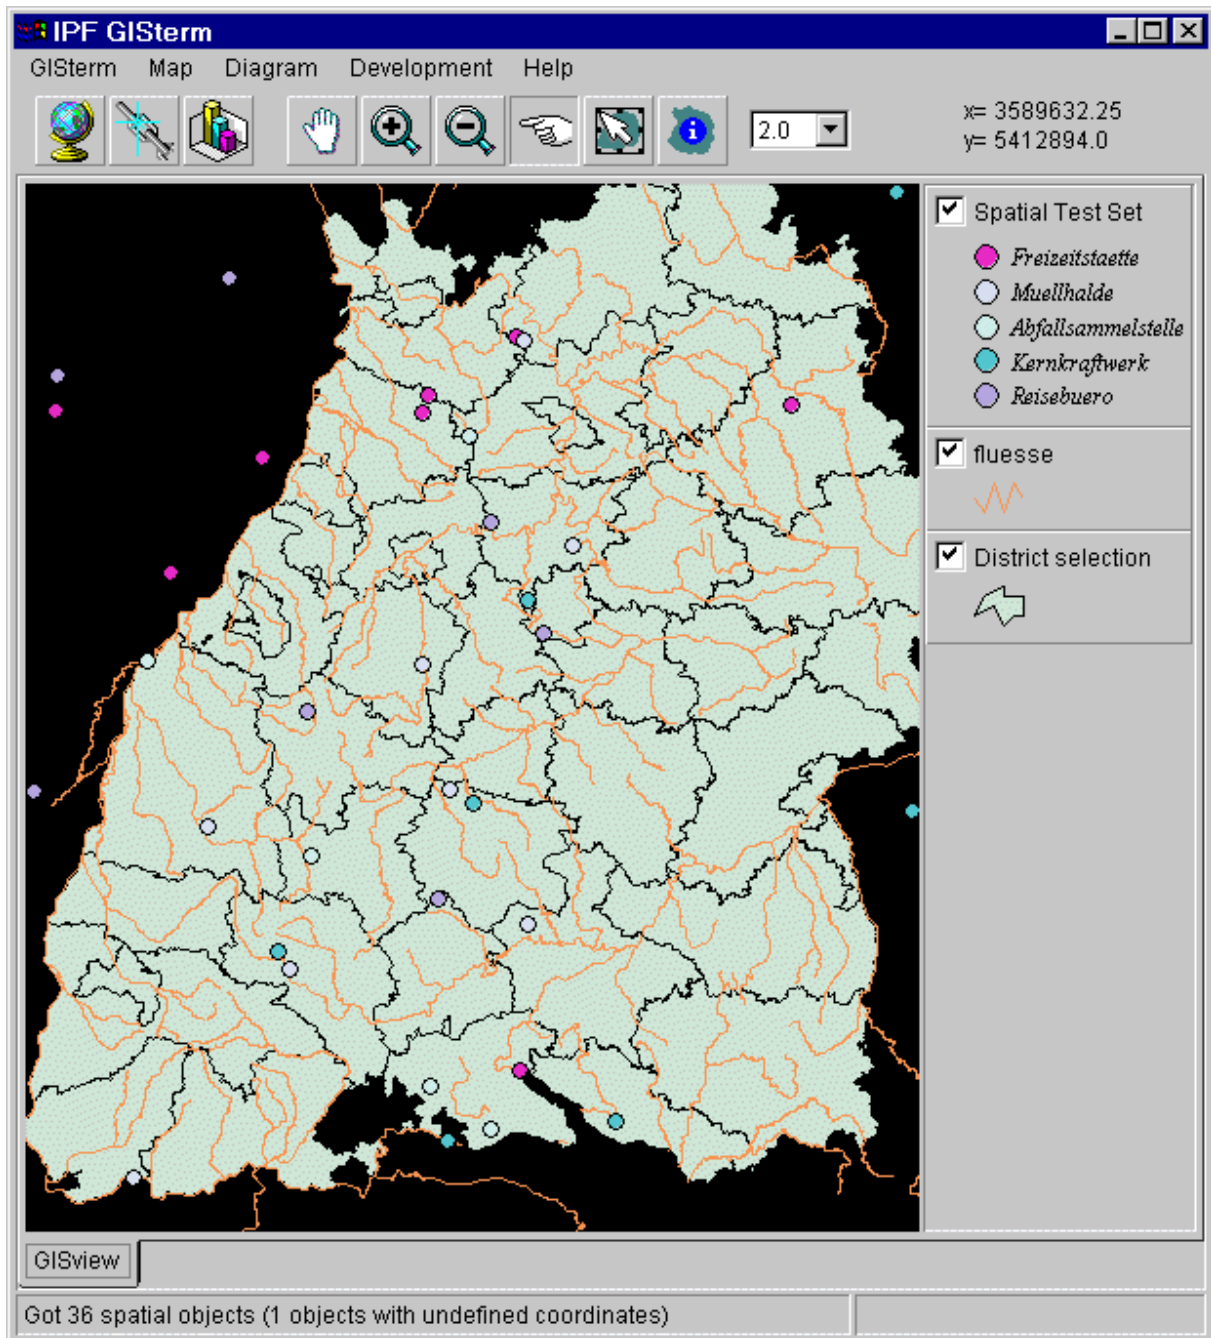 IPF GISterm
GISterm Map Diagram Development Help
2.0
x= 3589632.25
y= 5412894.0
Spatial Test Set
Freizeitstaette
Muellhalde
Abfallsammelstelle
Kernkraftwerk
Reisebuero
fluesse
District selection
GISview
Got 36 spatial objects (1 objects with undefined coordinates)